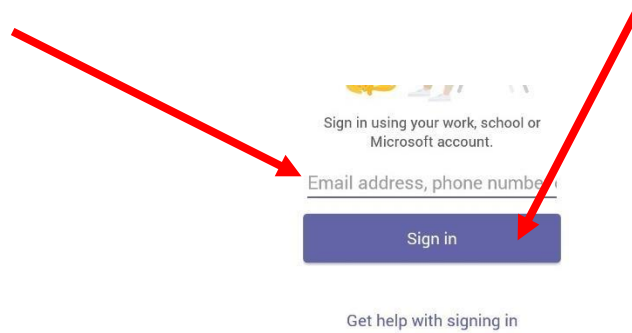 Sign in using your work, school or
Microsoft account.
Email address, phone number
Sign in
Get help with signing in